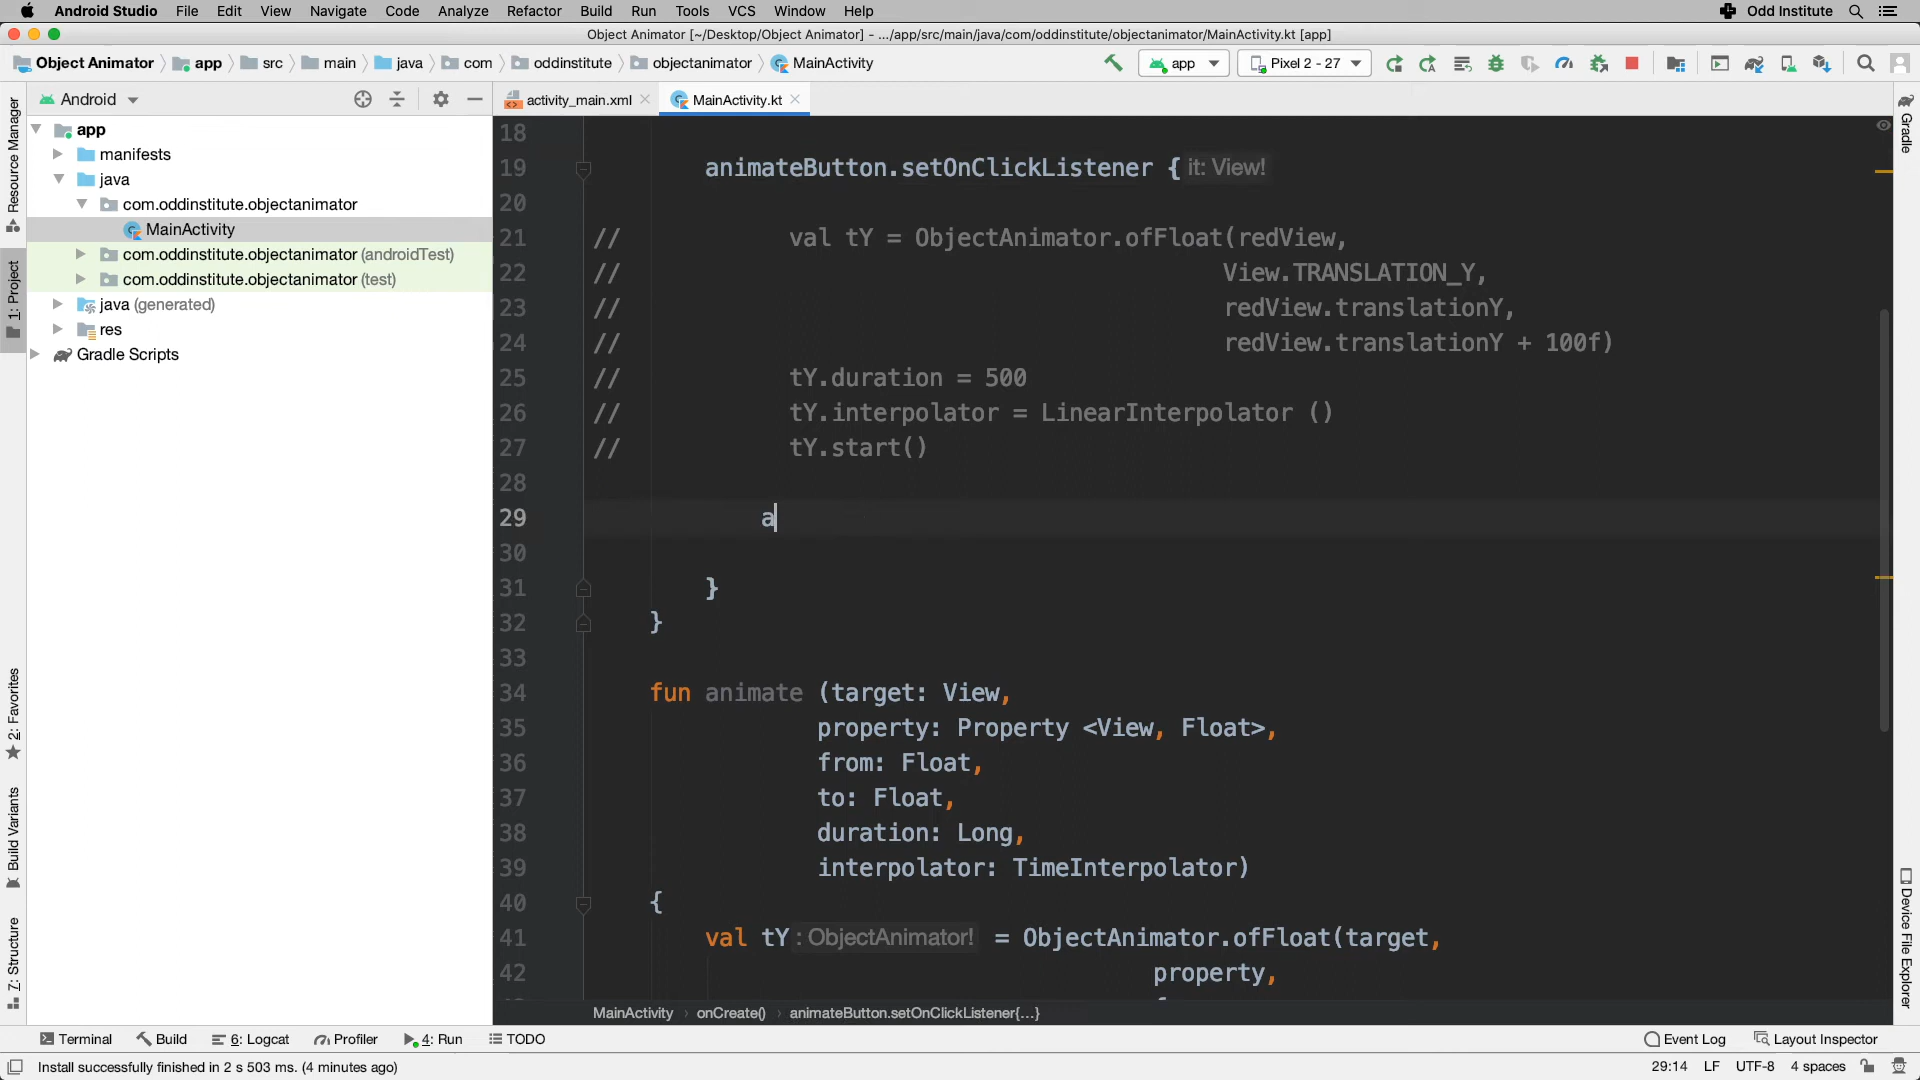 Android Studio File Edit View Navigate Code Analyze Refactor Build Run Tools VCS Window Help Odd Institute
Object Animator [~/Desktop/Object Animator] - .../app/src/main/java/com/oddinstitute/objectanimator/MainActivity.kt [app]
Object Animator app src main java com oddinstitute objectanimator MainActivity app Pixel 2 - 27
Android
activity_main.xml MainActivity.kt
app
manifests
java
com.oddinstitute.objectanimator
MainActivity
com.oddinstitute.objectanimator (androidTest)
com.oddinstitute.objectanimator (test)
java (generated)
res
Gradle Scripts
Resource Manager
1: Project
2: Favorites
Build Variants
7: Structure
18
19 animateButton.setOnClickListener { it: View!
20
21 // val tY = ObjectAnimator.ofFloat(redView,
22 // View.TRANSLATION_Y,
23 // redView.translationY,
24 // redView.translationY + 100f)
25 // tY.duration = 500
26 // tY.interpolator = LinearInterpolator ()
27 // tY.start()
28
29 a
30
31 }
32 }
33
34 fun animate (target: View,
35 property: Property <View, Float>,
36 from: Float,
37 to: Float,
38 duration: Long,
39 interpolator: TimeInterpolator)
40 {
41 val tY : ObjectAnimator! = ObjectAnimator.ofFloat(target,
42 property,
Gradle
Device File Explorer
MainActivity › onCreate() › animateButton.setOnClickListener{...}
Terminal Build 6: Logcat Profiler 4: Run TODO Event Log Layout Inspector
Install successfully finished in 2 s 503 ms. (4 minutes ago) 29:14 LF UTF-8 4 spaces